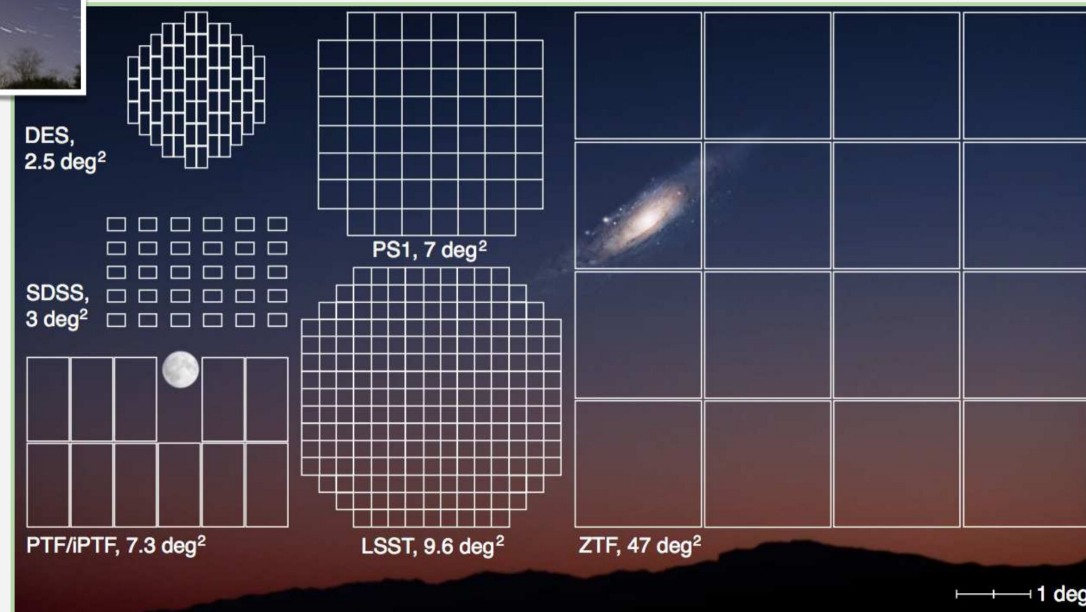 DES,
2.5 deg²
PS1, 7 deg²
SDSS,
3 deg²
PTF/iPTF, 7.3 deg²
LSST, 9.6 deg²
ZTF, 47 deg²
1 deg